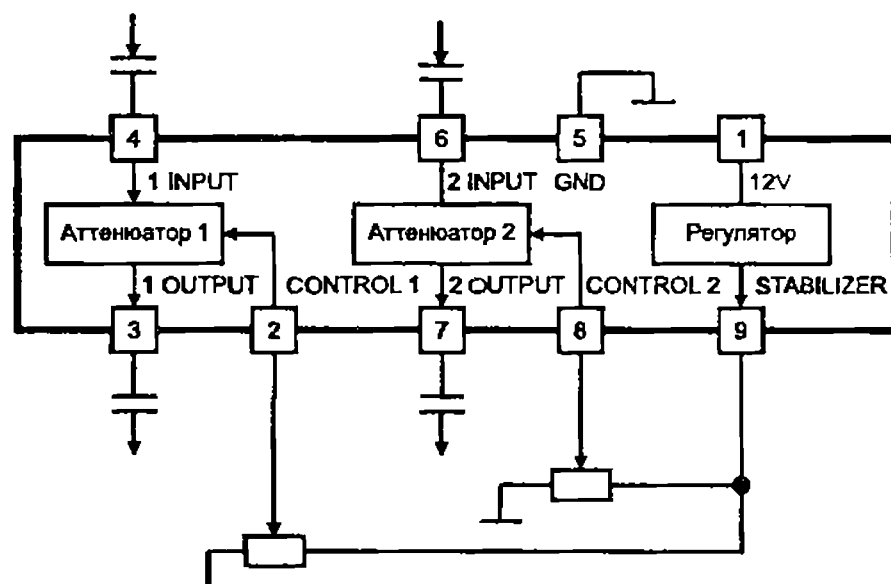 4 6 5 1
1 INPUT 2 INPUT GND 12V
Аттенюатор 1 Аттенюатор 2 Регулятор
1 OUTPUT CONTROL 1 2 OUTPUT CONTROL 2 STABILIZER
3 2 7 8 9